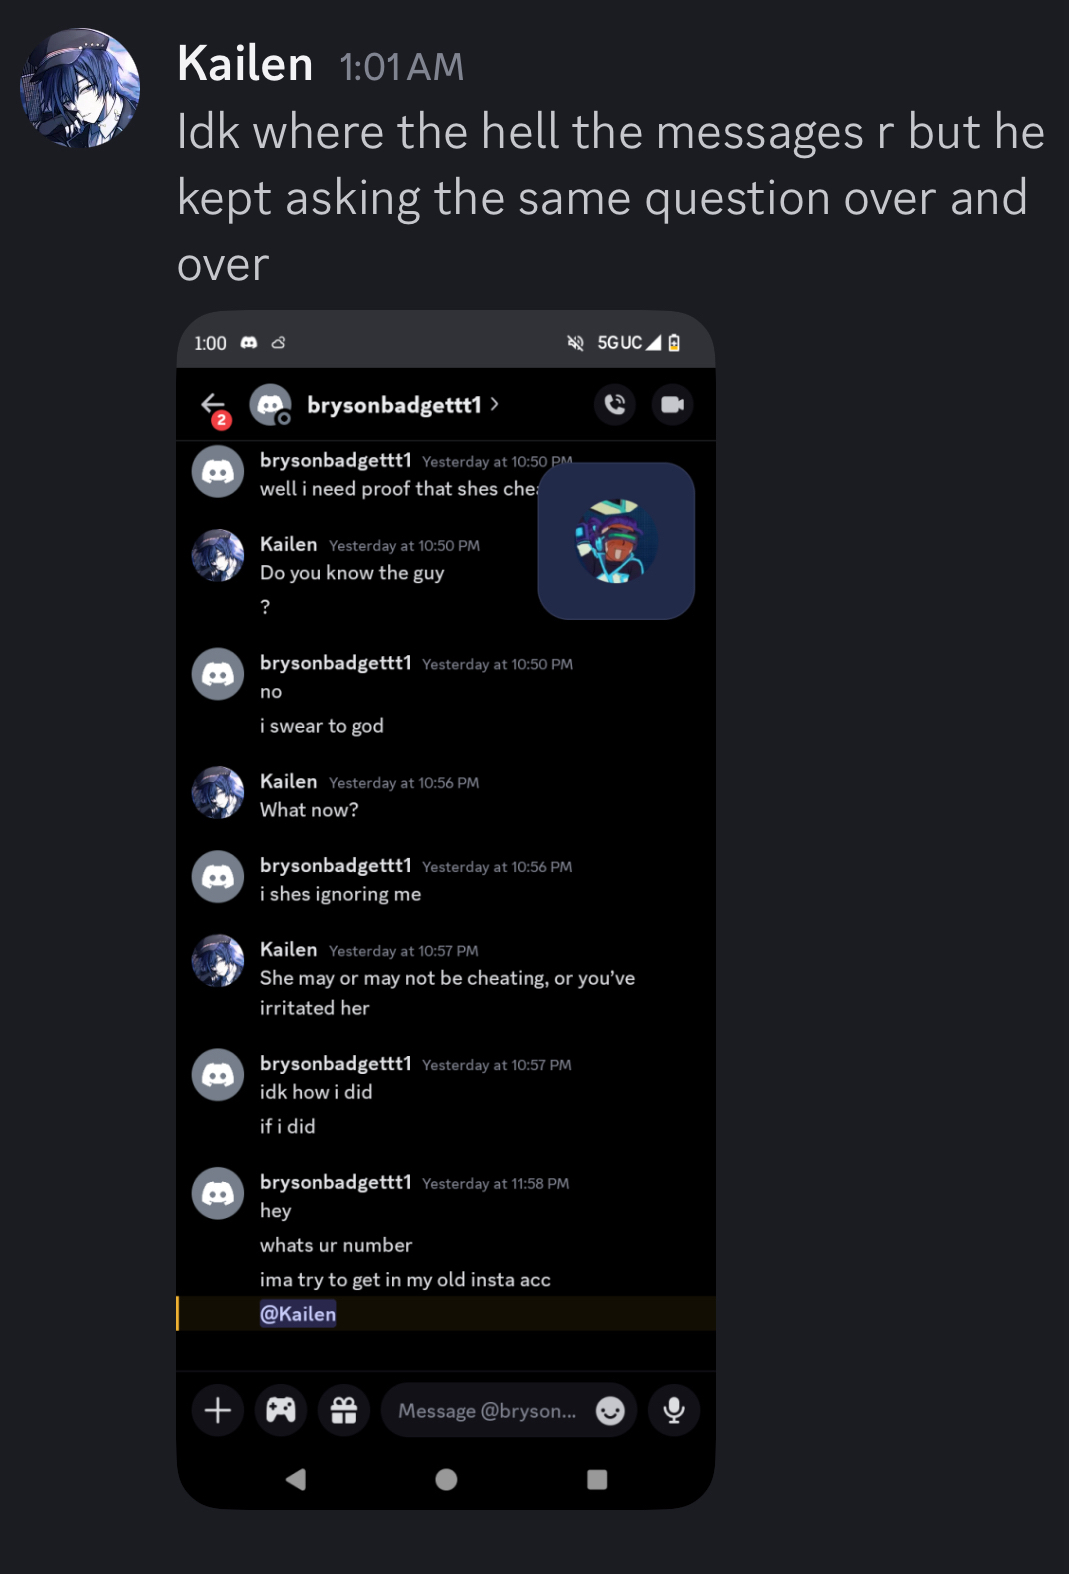 Kailen 1:01 AM
Idk where the hell the messages r but he
kept asking the same question over and
over
1:00 5G UC
2 brysonbadgettt1 >
brysonbadgettt1 Yesterday at 10:50 PM
well i need proof that shes
Kailen Yesterday at 10:50 PM
Do you know the guy
?
brysonbadgettt1 Yesterday at 10:50 PM
no
i swear to god
Kailen Yesterday at 10:56 PM
What now?
brysonbadgettt1 Yesterday at 10:56 PM
i shes ignoring me
Kailen Yesterday at 10:57 PM
She may or may not be cheating, or you’ve
irritated her
brysonbadgettt1 Yesterday at 10:57 PM
idk how i did
if i did
brysonbadgettt1 Yesterday at 11:58 PM
hey
whats ur number
ima try to get in my old insta acc
@Kailen
Message @bryson...